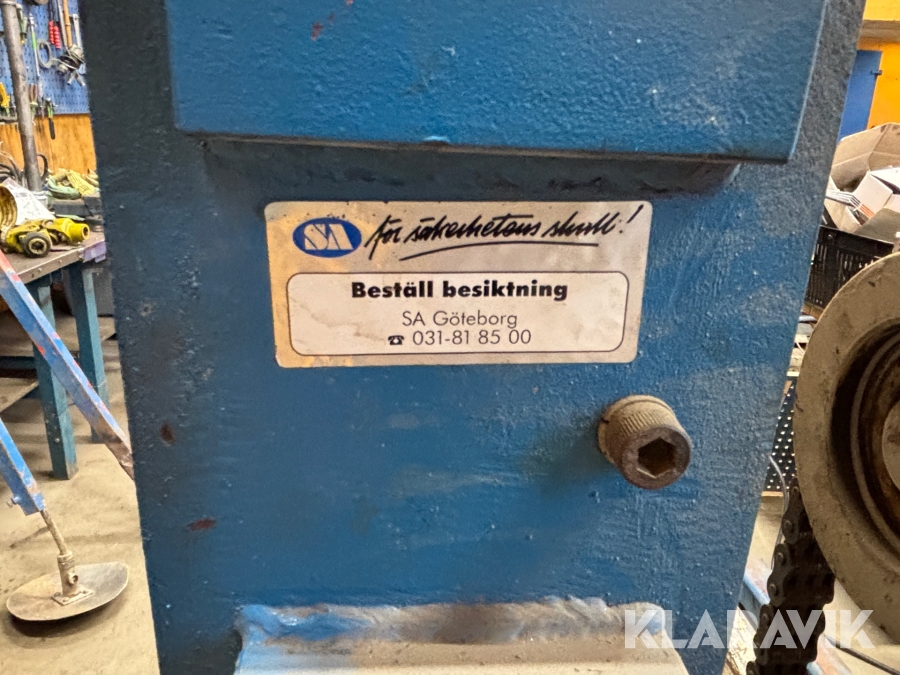 SA för säkerhetens skull!
Beställ besiktning
SA Göteborg
☎ 031-81 85 00
KLARAVIK